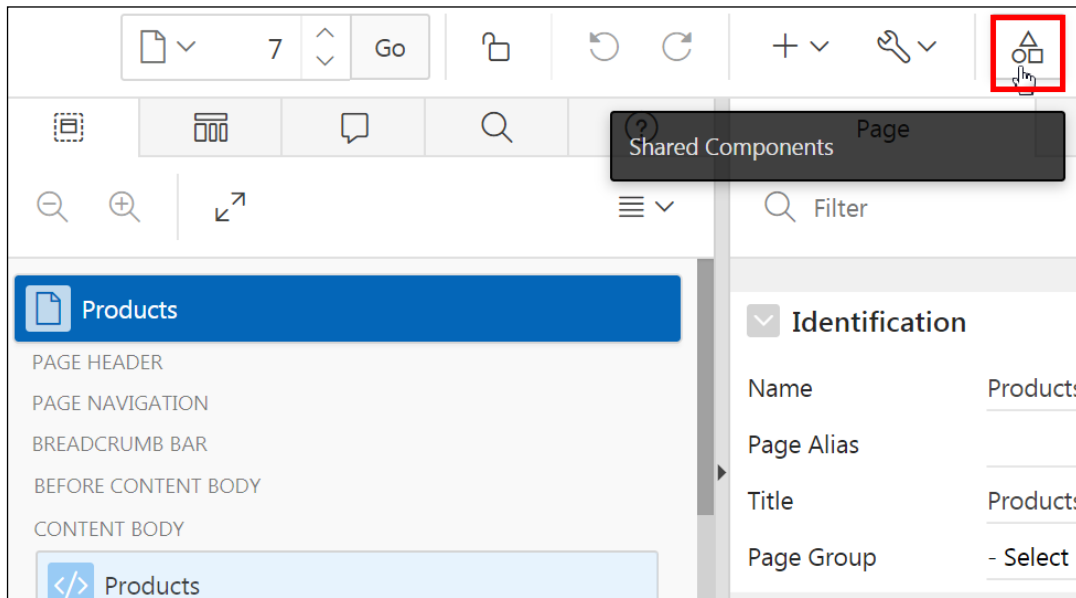 7
Go
Page
Shared Components
Filter
Products
PAGE HEADER
PAGE NAVIGATION
BREADCRUMB BAR
BEFORE CONTENT BODY
CONTENT BODY
</> Products
Identification
Name Products
Page Alias
Title Products
Page Group - Select